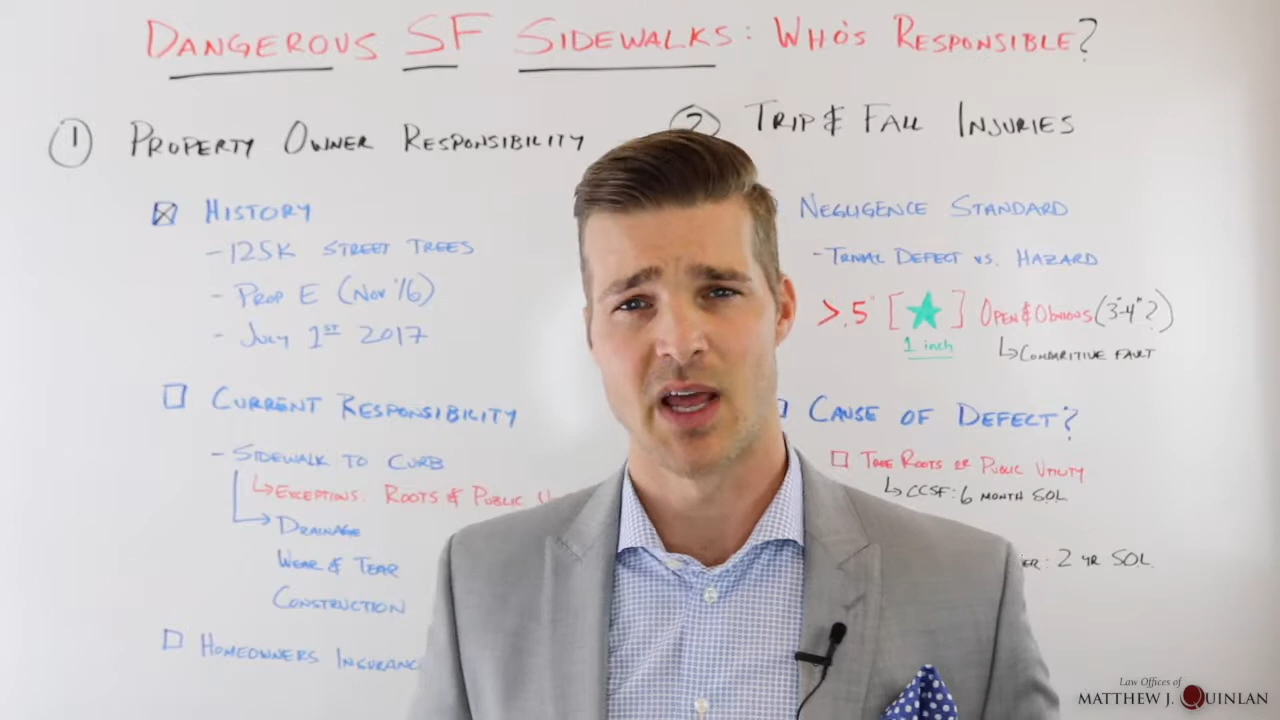 DANGEROUS SF SIDEWALKS: WHO'S RESPONSIBLE?
1 PROPERTY OWNER RESPONSIBILITY
HISTORY
- 125K STREET TREES
- PROP E (NOV '16)
- JULY 1ST 2017
CURRENT RESPONSIBILITY
- SIDEWALK TO CURB
EXCEPTIONS: ROOTS & PUBLIC
DRAINAGE
WEAR & TEAR
CONSTRUCTION
HOMEOWNERS
2 TRIP & FALL INJURIES
NEGLIGENCE STANDARD
- DEFECT VS. HAZARD
>.5" [★] OPEN & OBVIOUS (3"-4"?)
1 inch
COMPARITIVE FAULT
CAUSE OF DEFECT?
TREE ROOTS OR PUBLIC UTILITY
CCSF: 6 MONTH SOL
: 2 YR SOL
Law Offices of
MATTHEW J. QUINLAN